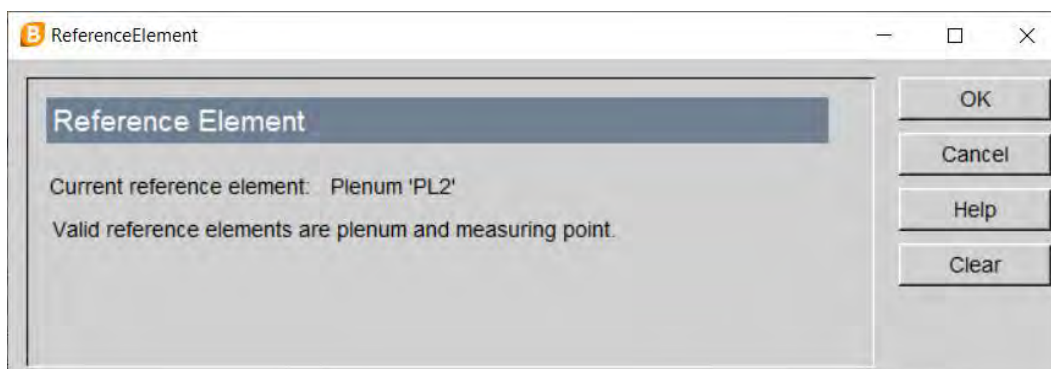 ReferenceElement
Reference Element
Current reference element: Plenum 'PL2'
Valid reference elements are plenum and measuring point.
OK
Cancel
Help
Clear